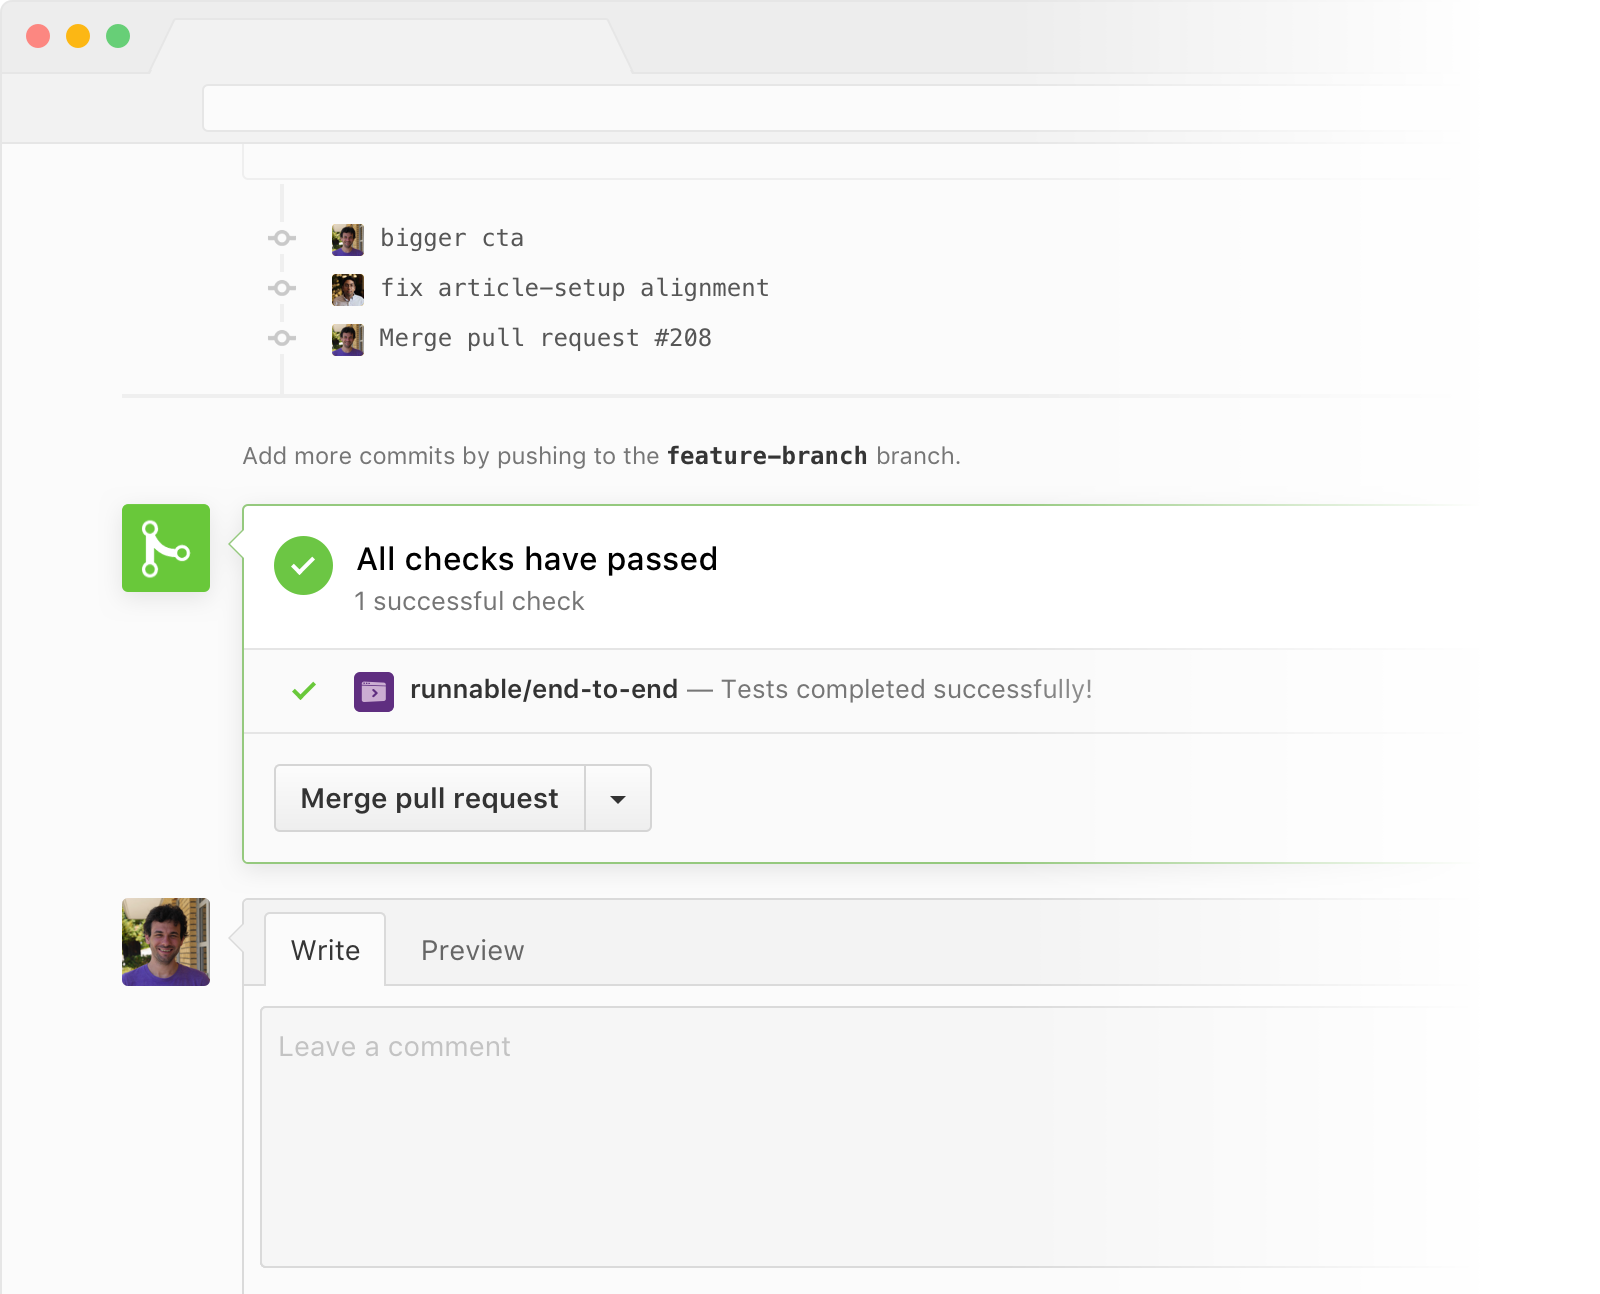 bigger cta
fix article-setup alignment
Merge pull request #208
Add more commits by pushing to the feature-branch branch.
All checks have passed
1 successful check
runnable/end-to-end — Tests completed successfully!
Merge pull request
Write Preview
Leave a comment